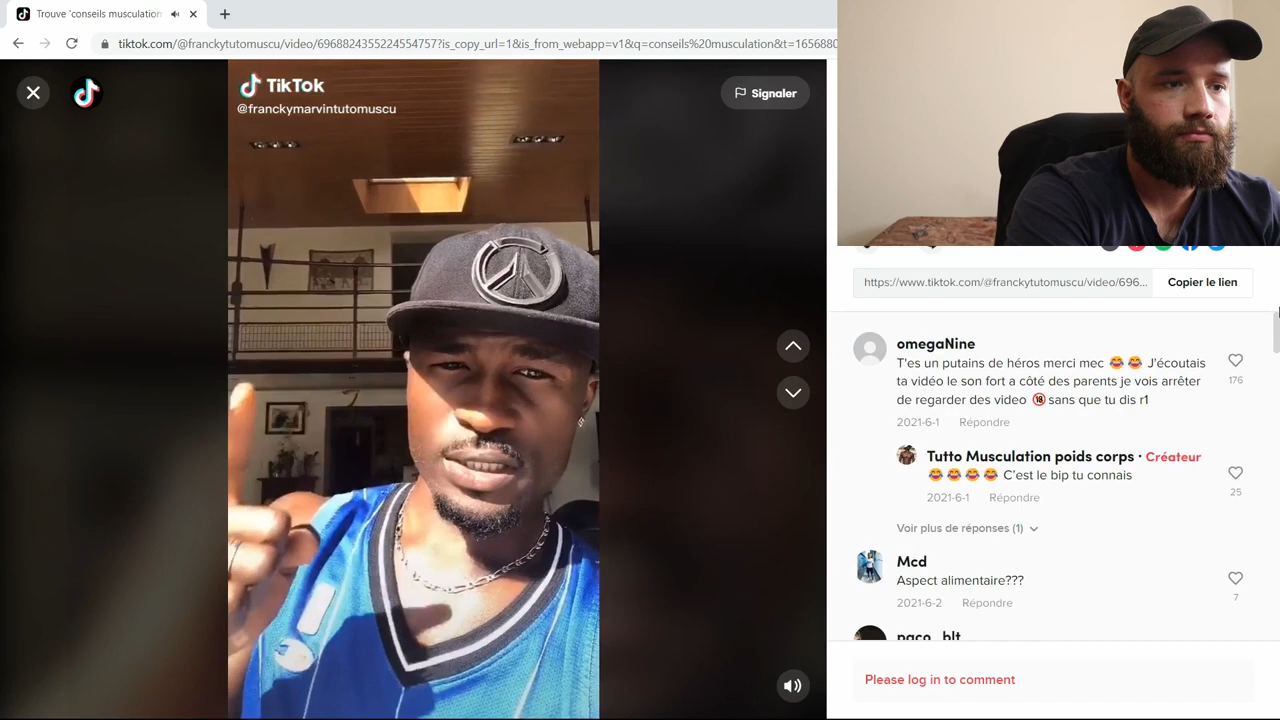 Trouve 'conseils musculation
tiktok.com/@franckytutomuscu/video/6968824355224554757?is_copy_url=1&is_from_webapp=v1&q=conseils%20musculation&t=1656880
TikTok
@franckymarvintutomuscu
Signaler
https://www.tiktok.com/@franckytutomuscu/video/696...
Copier le lien
omegaNine
T'es un putains de héros merci mec 😂 😂 J'écoutais
ta vidéo le son fort a côté des parents je vois arrêter
de regarder des video 🔞 sans que tu dis r1
176
2021-6-1 Répondre
Tutto Musculation poids corps · Créateur
😂 😂 😂 😂 C'est le bip tu connais
25
2021-6-1 Répondre
Voir plus de réponses (1)
Mcd
Aspect alimentaire???
7
2021-6-2 Répondre
paco_blt
Please log in to comment